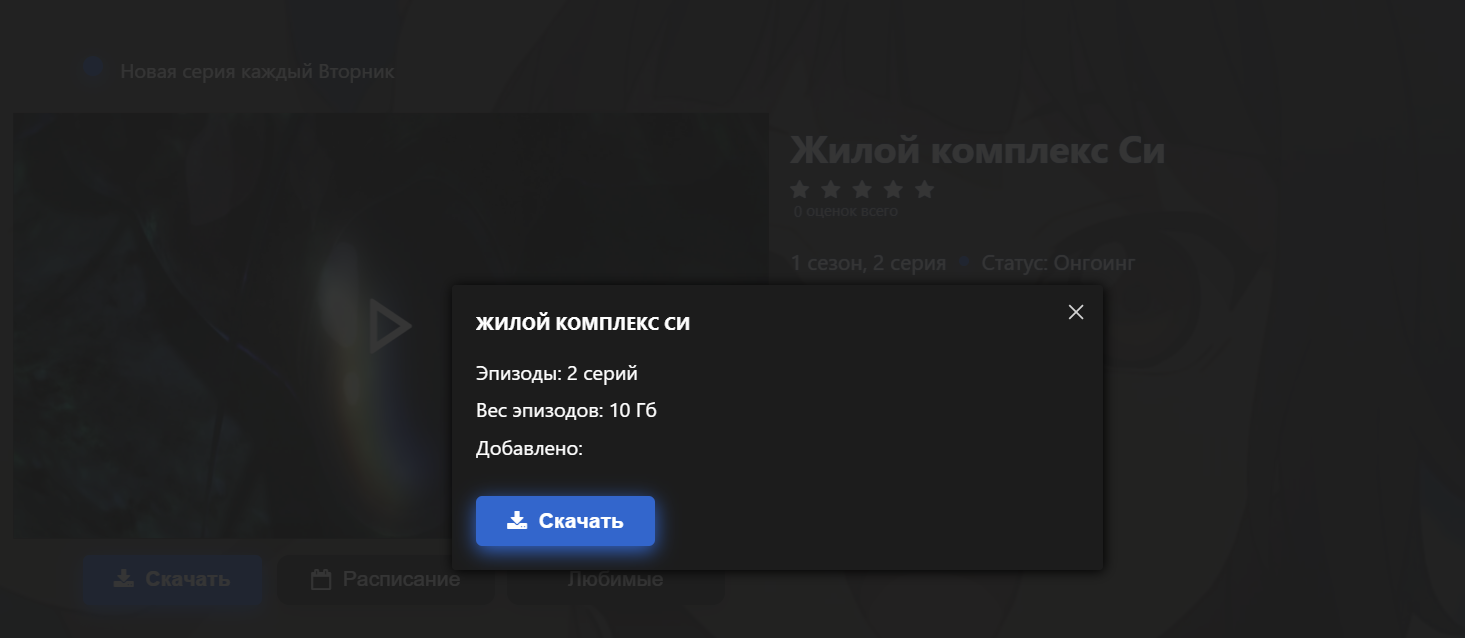 Новая серия каждый Вторник
Жилой комплекс Си
0 оценок всего
1 сезон, 2 серия
Статус: Онгоинг
ЖИЛОЙ КОМПЛЕКС СИ
Эпизоды: 2 серий
Вес эпизодов: 10 Гб
Добавлено:
Скачать
Скачать
Расписание
Любимые